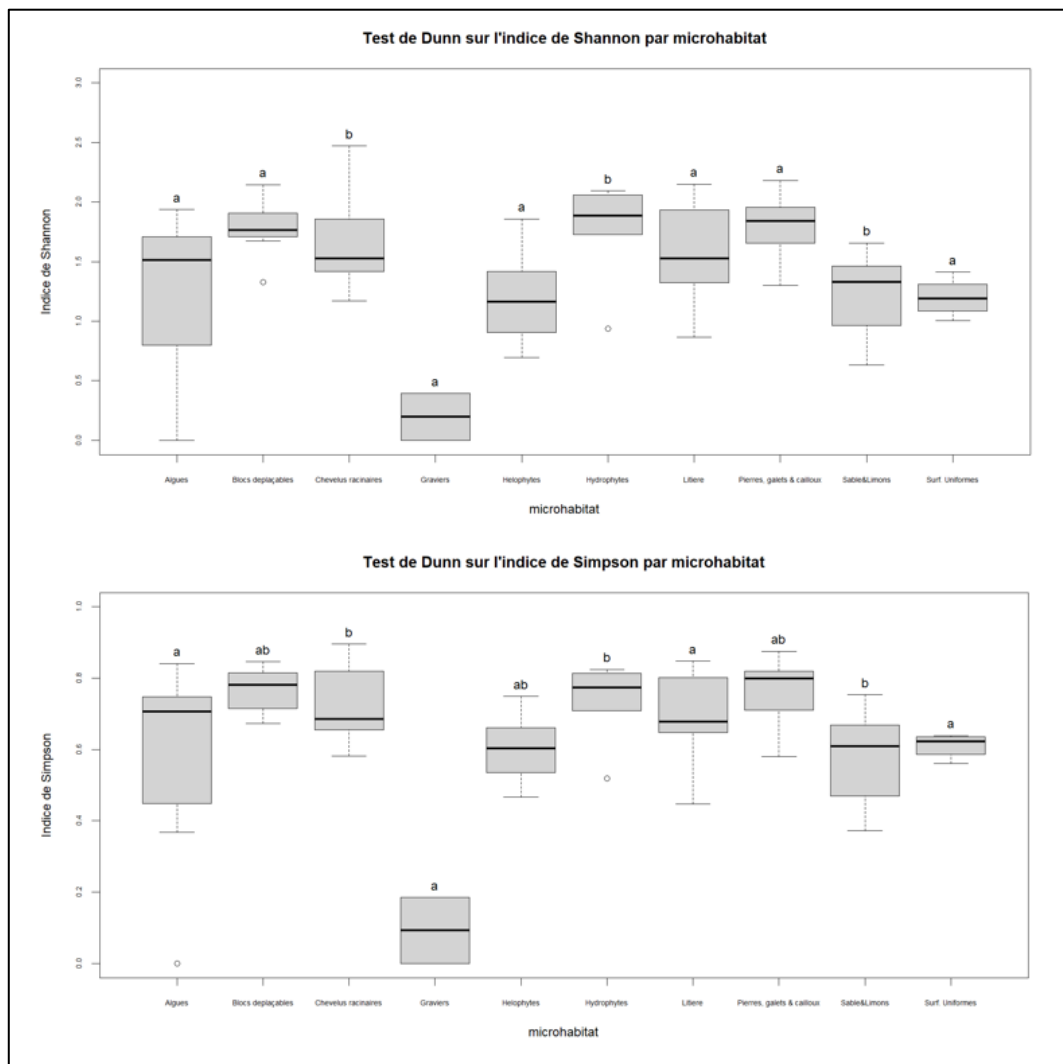 Test de Dunn sur l'indice de Shannon par microhabitat
3.0
2.5
2.0
1.5
1.0
0.5
0.0
Indice de Shannon
a
a
b
a
a
b
a
a
b
a
Algues
Blocs deplaçables
Chevelus racinaires
Graviers
Helophytes
Hydrophytes
Litiere
Pierres, galets & cailloux
Sable&Limons
Surf. Uniformes
microhabitat
Test de Dunn sur l'indice de Simpson par microhabitat
1.0
0.8
0.6
0.4
0.2
0.0
Indice de Simpson
a
ab
b
a
ab
b
a
ab
b
a
Algues
Blocs deplaçables
Chevelus racinaires
Graviers
Helophytes
Hydrophytes
Litiere
Pierres, galets & cailloux
Sable&Limons
Surf. Uniformes
microhabitat